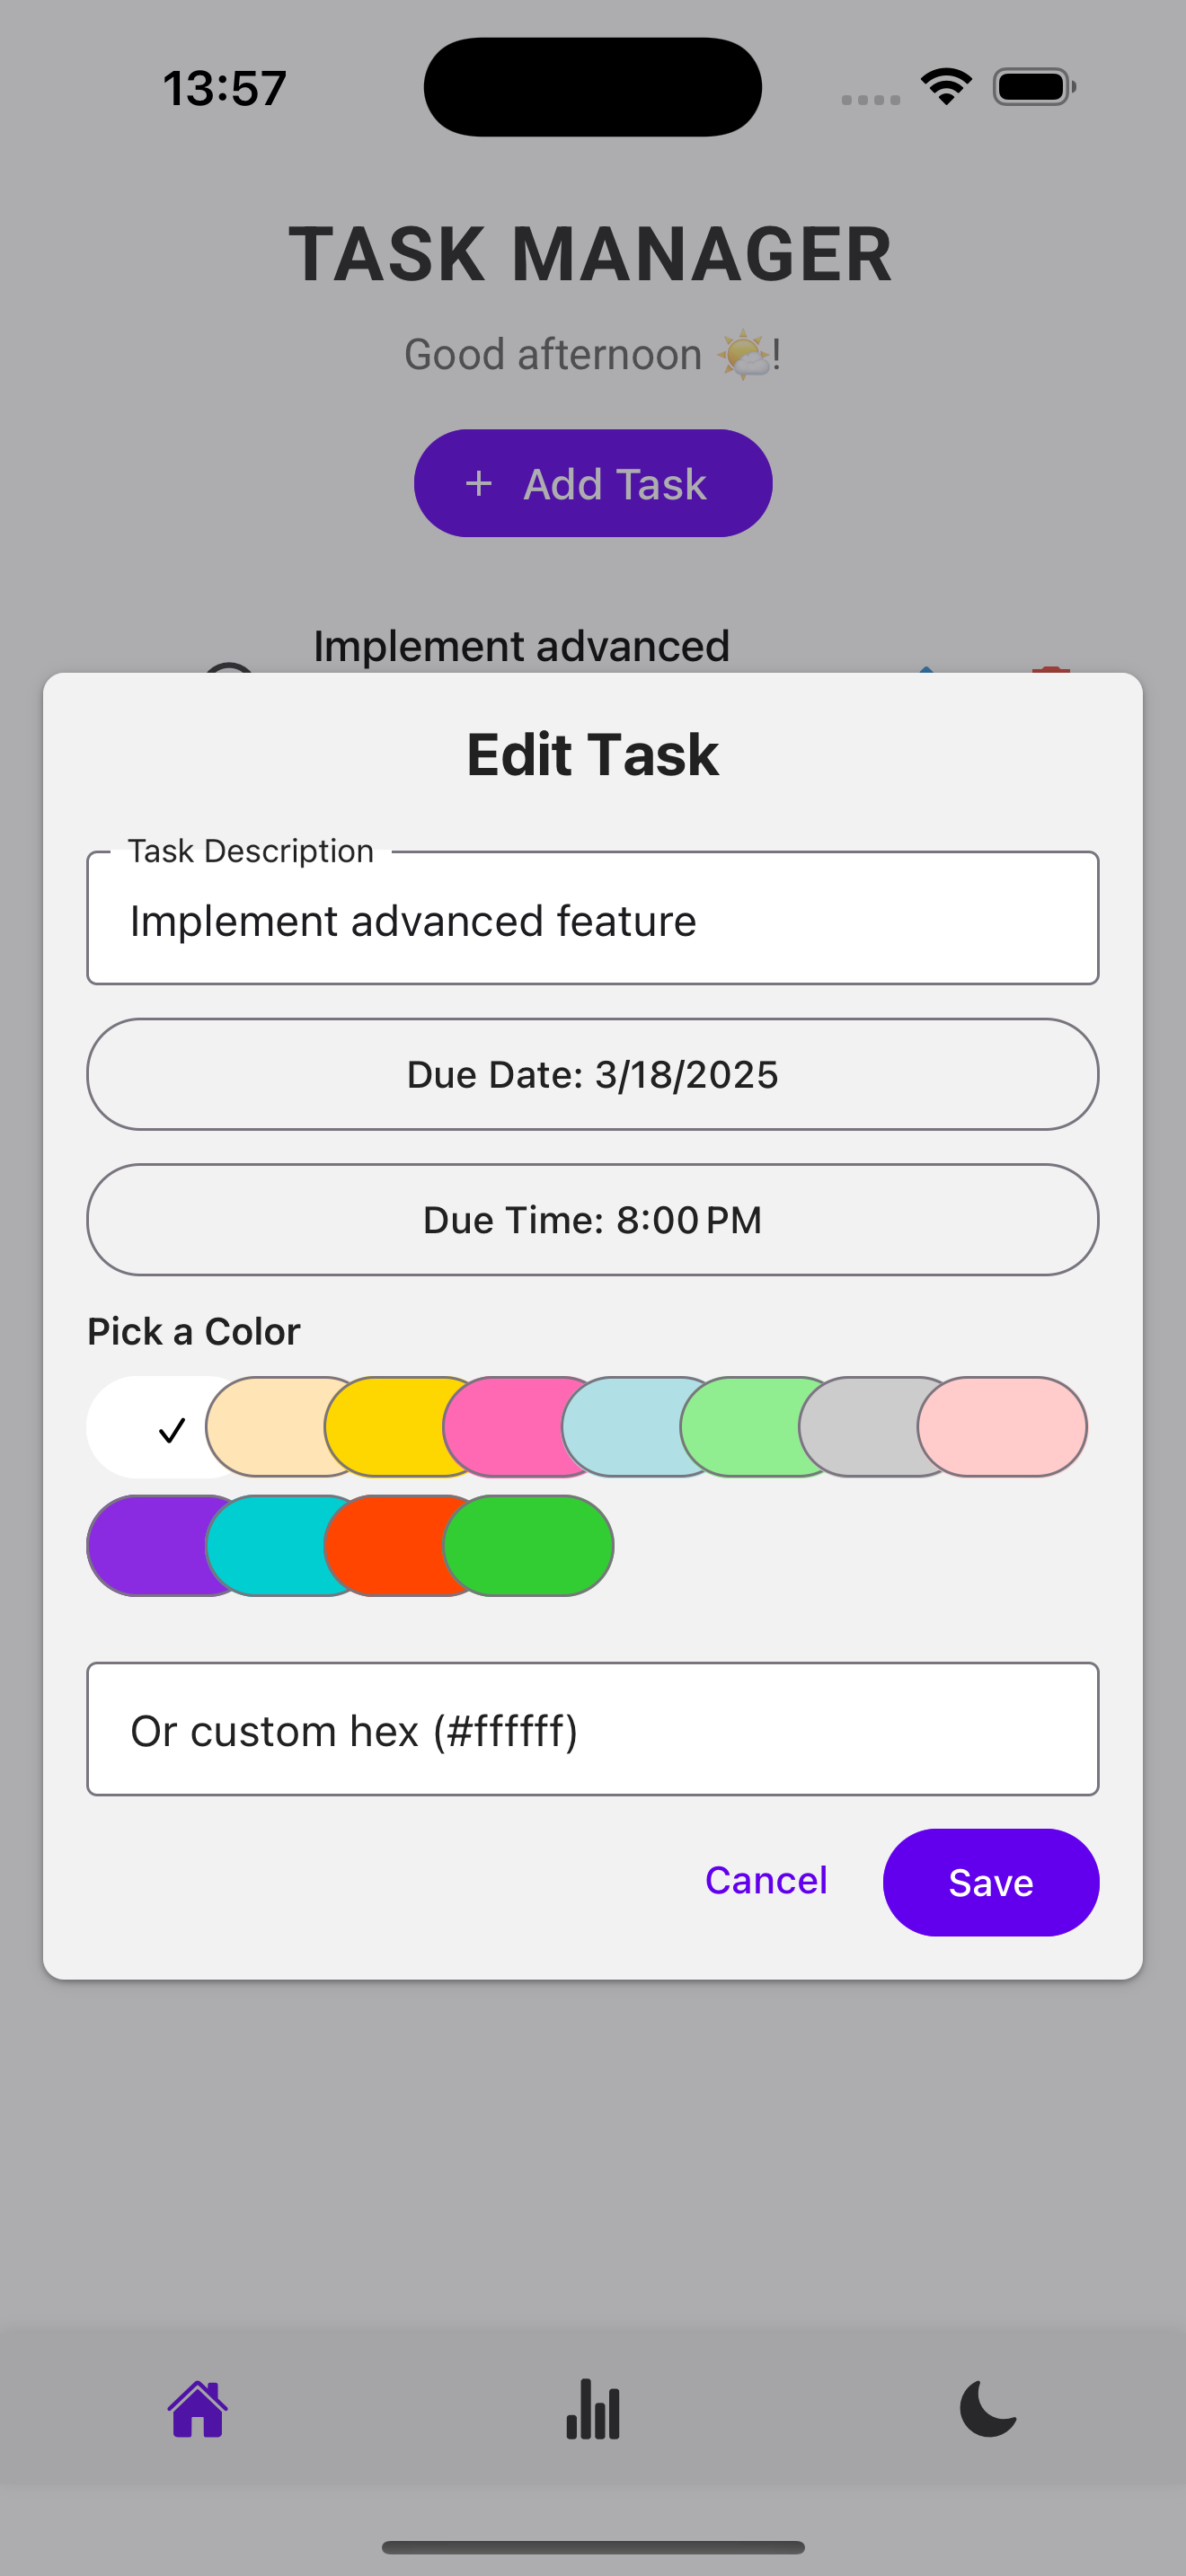 13:57
TASK MANAGER
Good afternoon 🌤️!
+ Add Task
Implement advanced
Edit Task
Task Description
Implement advanced feature
Due Date: 3/18/2025
Due Time: 8:00 PM
Pick a Color
Or custom hex (#ffffff)
Cancel
Save